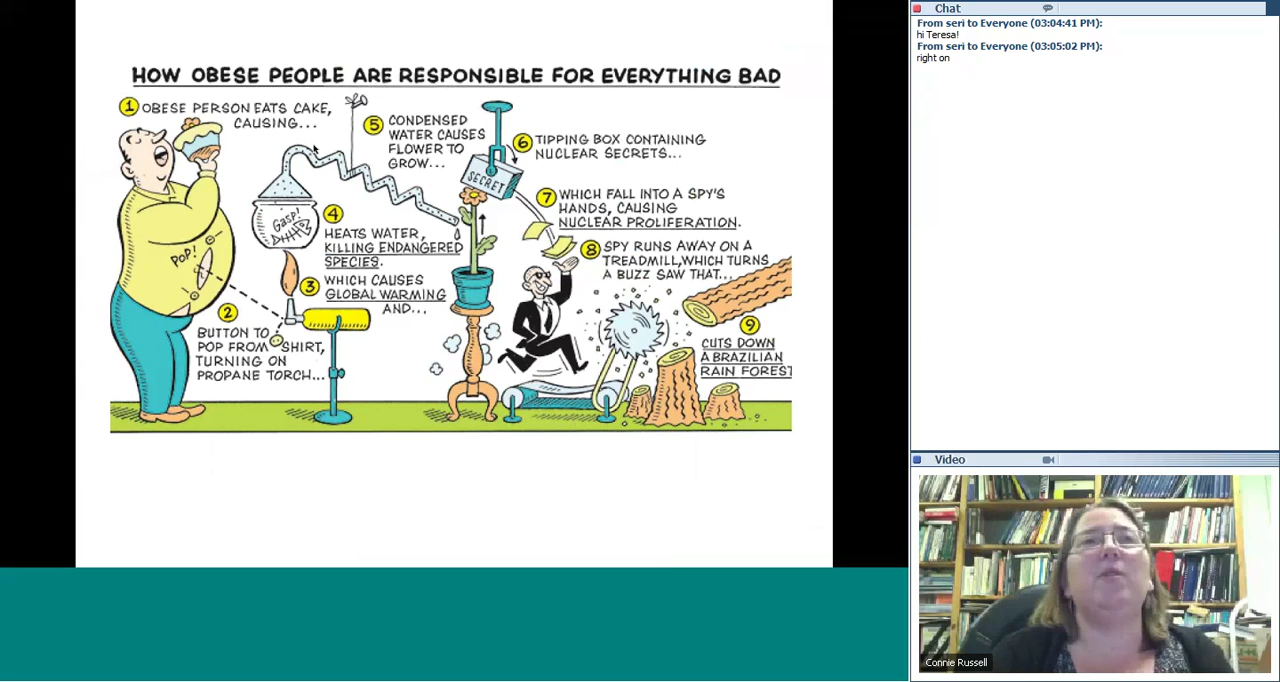 HOW OBESE PEOPLE ARE RESPONSIBLE FOR EVERYTHING BAD
1 OBESE PERSON EATS CAKE,
CAUSING...
POP!
2
BUTTON TO
POP FROM SHIRT,
TURNING ON
PROPANE TORCH...
3 WHICH CAUSES
GLOBAL WARMING
AND...
Gasp!
4
HEATS WATER,
KILLING ENDANGERED
SPECIES.
5 CONDENSED
WATER CAUSES
FLOWER TO
GROW...
SECRET
6 TIPPING BOX CONTAINING
NUCLEAR SECRETS...
7 WHICH FALL INTO A SPY'S
HANDS, CAUSING
NUCLEAR PROLIFERATION.
8 SPY RUNS AWAY ON A
TREADMILL, WHICH TURNS
A BUZZ SAW THAT...
9
CUTS DOWN
A BRAZILIAN
RAIN FOREST
Chat
From seri to Everyone (03:04:41 PM):
hi Teresa!
From seri to Everyone (03:05:02 PM):
right on
Video
Connie Russell